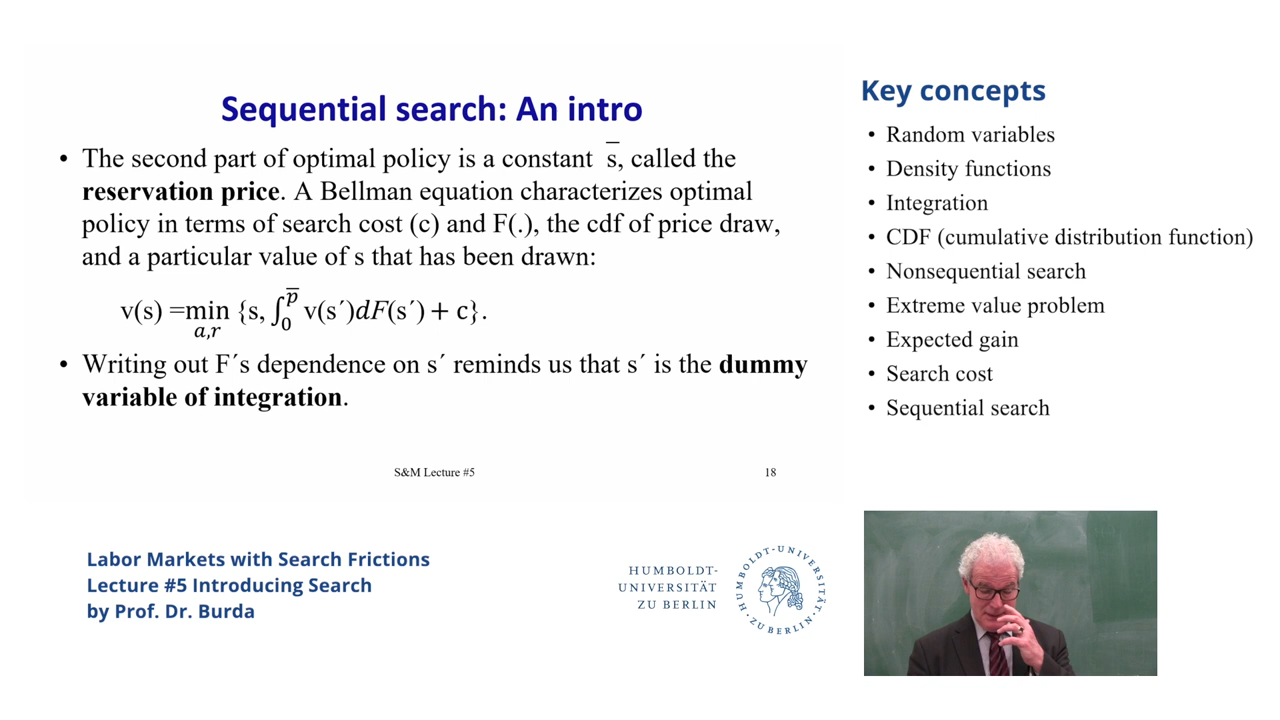 Sequential search: An intro
• The second part of optimal policy is a constant s̅, called the
reservation price. A Bellman equation characterizes optimal
policy in terms of search cost (c) and F(.), the cdf of price draw,
and a particular value of s that has been drawn:
v(s) =min {s, ∫₀^p̅ v(s´)dF(s´) + c}.
a,r
• Writing out F´s dependence on s´ reminds us that s´ is the dummy
variable of integration.
S&M Lecture #5
18
Key concepts
• Random variables
• Density functions
• Integration
• CDF (cumulative distribution function)
• Nonsequential search
• Extreme value problem
• Expected gain
• Search cost
• Sequential search
Labor Markets with Search Frictions
Lecture #5 Introducing Search
by Prof. Dr. Burda
HUMBOLDT-
UNIVERSITÄT
ZU BERLIN
HUMBOLDT-UNIVERSITÄT
· ZU BERLIN ·